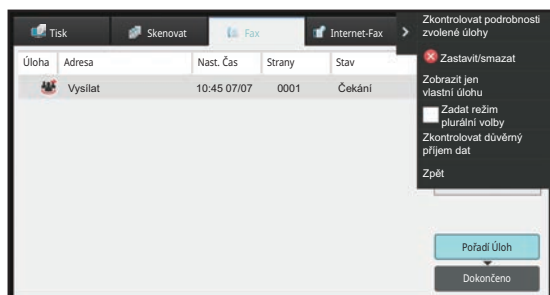 Tisk
Skenovat
Fax
Internet-Fax
Úloha Adresa Nast. Čas Strany Stav
Vysílat 10:45 07/07 0001 Čekání
Zkontrolovat podrobnosti
zvolené úlohy
Zastavit/smazat
Zobrazit jen
vlastní úlohu
Zadat režim
plurální volby
Zkontrolovat důvěrný
příjem dat
Zpět
Pořadí Úloh
Dokončeno